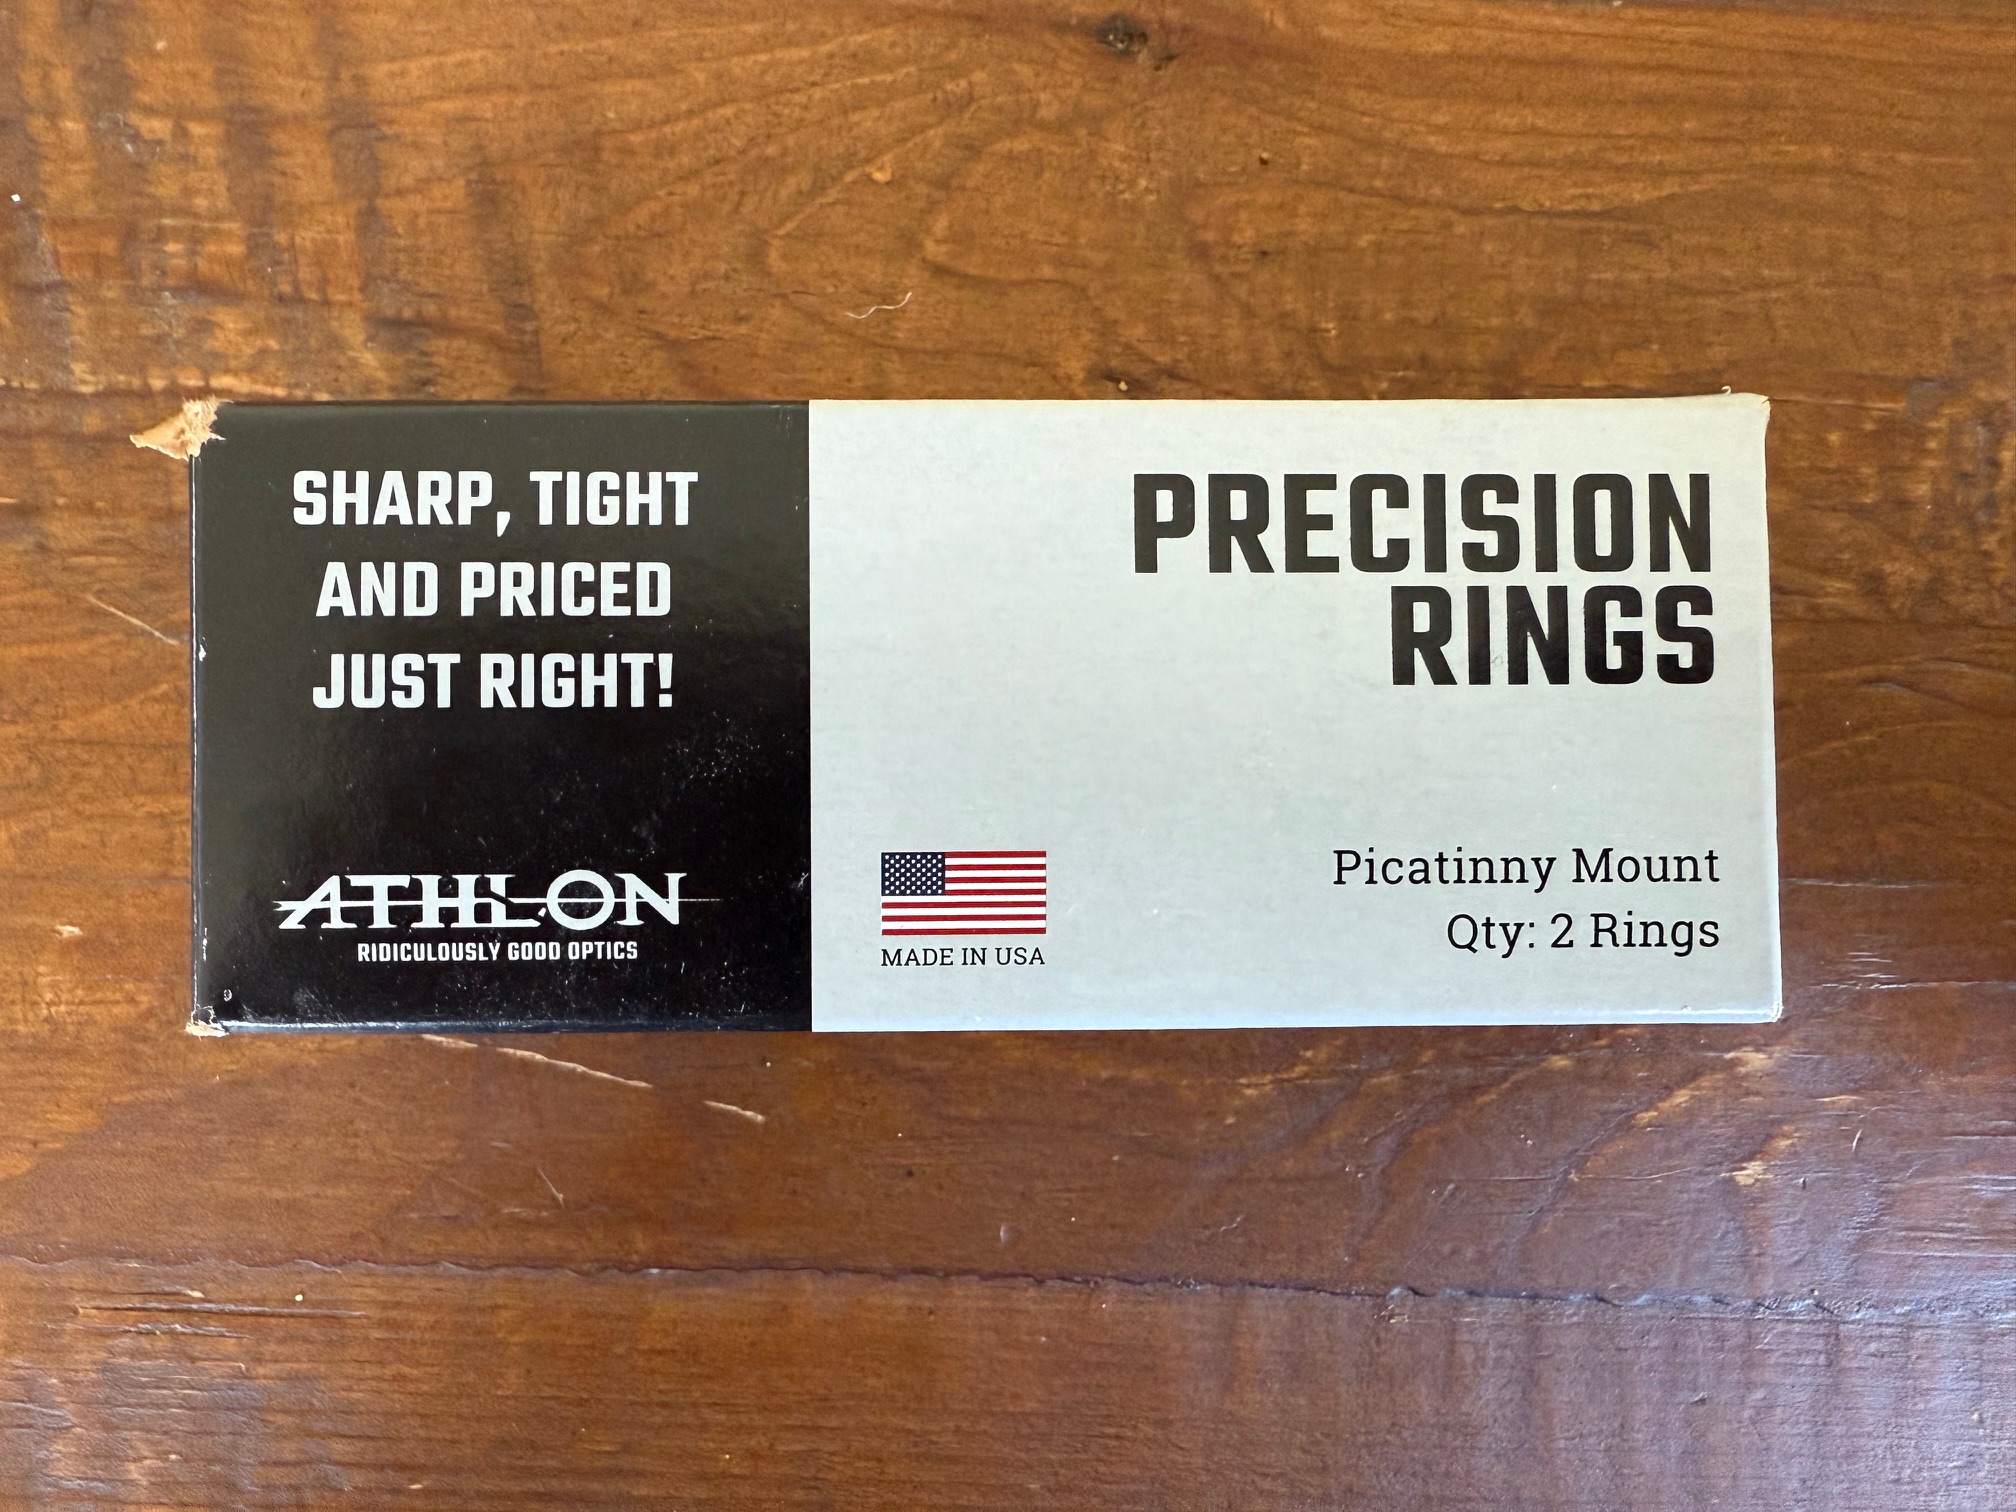 SHARP, TIGHT
AND PRICED
JUST RIGHT!
ATHLON
RIDICULOUSLY GOOD OPTICS
PRECISION
RINGS
MADE IN USA
Picatinny Mount
Qty: 2 Rings